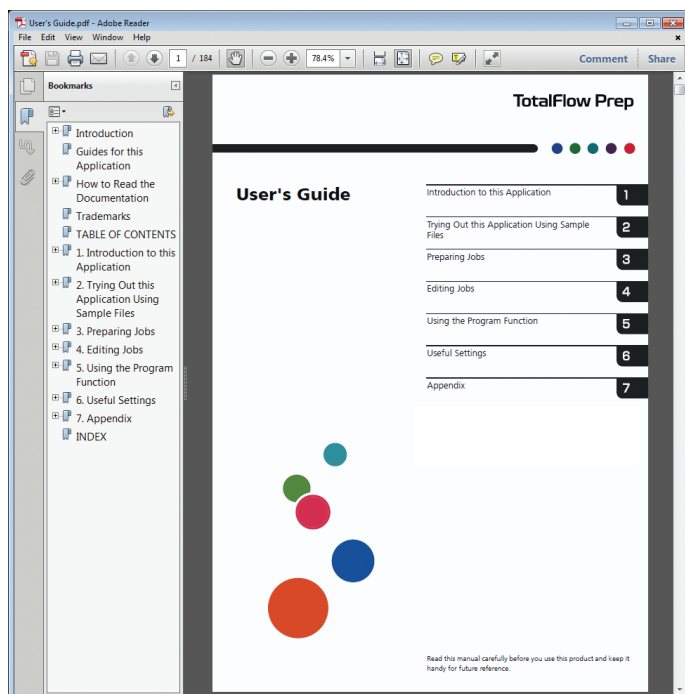 User's Guide.pdf - Adobe Reader
File Edit View Window Help
1 / 184 78.4% Comment Share
Bookmarks
Introduction
Guides for this
Application
How to Read the
Documentation
Trademarks
TABLE OF CONTENTS
1. Introduction to this
Application
2. Trying Out this
Application Using
Sample Files
3. Preparing Jobs
4. Editing Jobs
5. Using the Program
Function
6. Useful Settings
7. Appendix
INDEX
TotalFlow Prep
User's Guide
Introduction to this Application 1
Trying Out this Application Using Sample 2
Files
Preparing Jobs 3
Editing Jobs 4
Using the Program Function 5
Useful Settings 6
Appendix 7
Read this manual carefully before you use this product and keep it
handy for future reference.